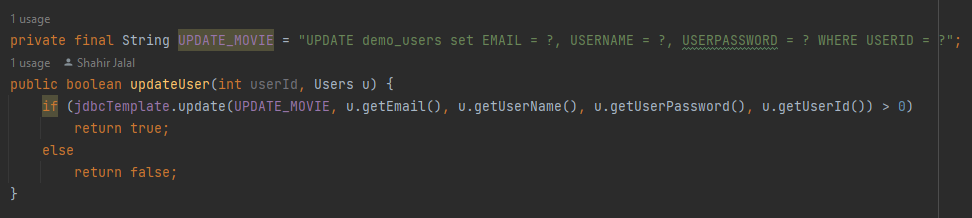 1 usage
private final String UPDATE_MOVIE = "UPDATE demo_users set EMAIL = ?, USERNAME = ?, USERPASSWORD = ? WHERE USERID = ?";
1 usage Shahir Jalal
public boolean updateUser(int userId, Users u) {
    if (jdbcTemplate.update(UPDATE_MOVIE, u.getEmail(), u.getUserName(), u.getUserPassword(), u.getUserId()) > 0)
        return true;
    else
        return false;
}